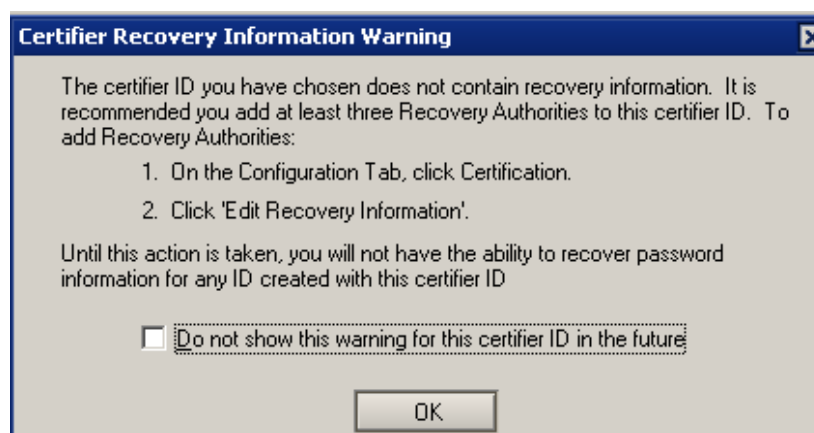 Certifier Recovery Information Warning
The certifier ID you have chosen does not contain recovery information. It is
recommended you add at least three Recovery Authorities to this certifier ID. To
add Recovery Authorities:
1. On the Configuration Tab, click Certification.
2. Click 'Edit Recovery Information'.
Until this action is taken, you will not have the ability to recover password
information for any ID created with this certifier ID
Do not show this warning for this certifier ID in the future
OK